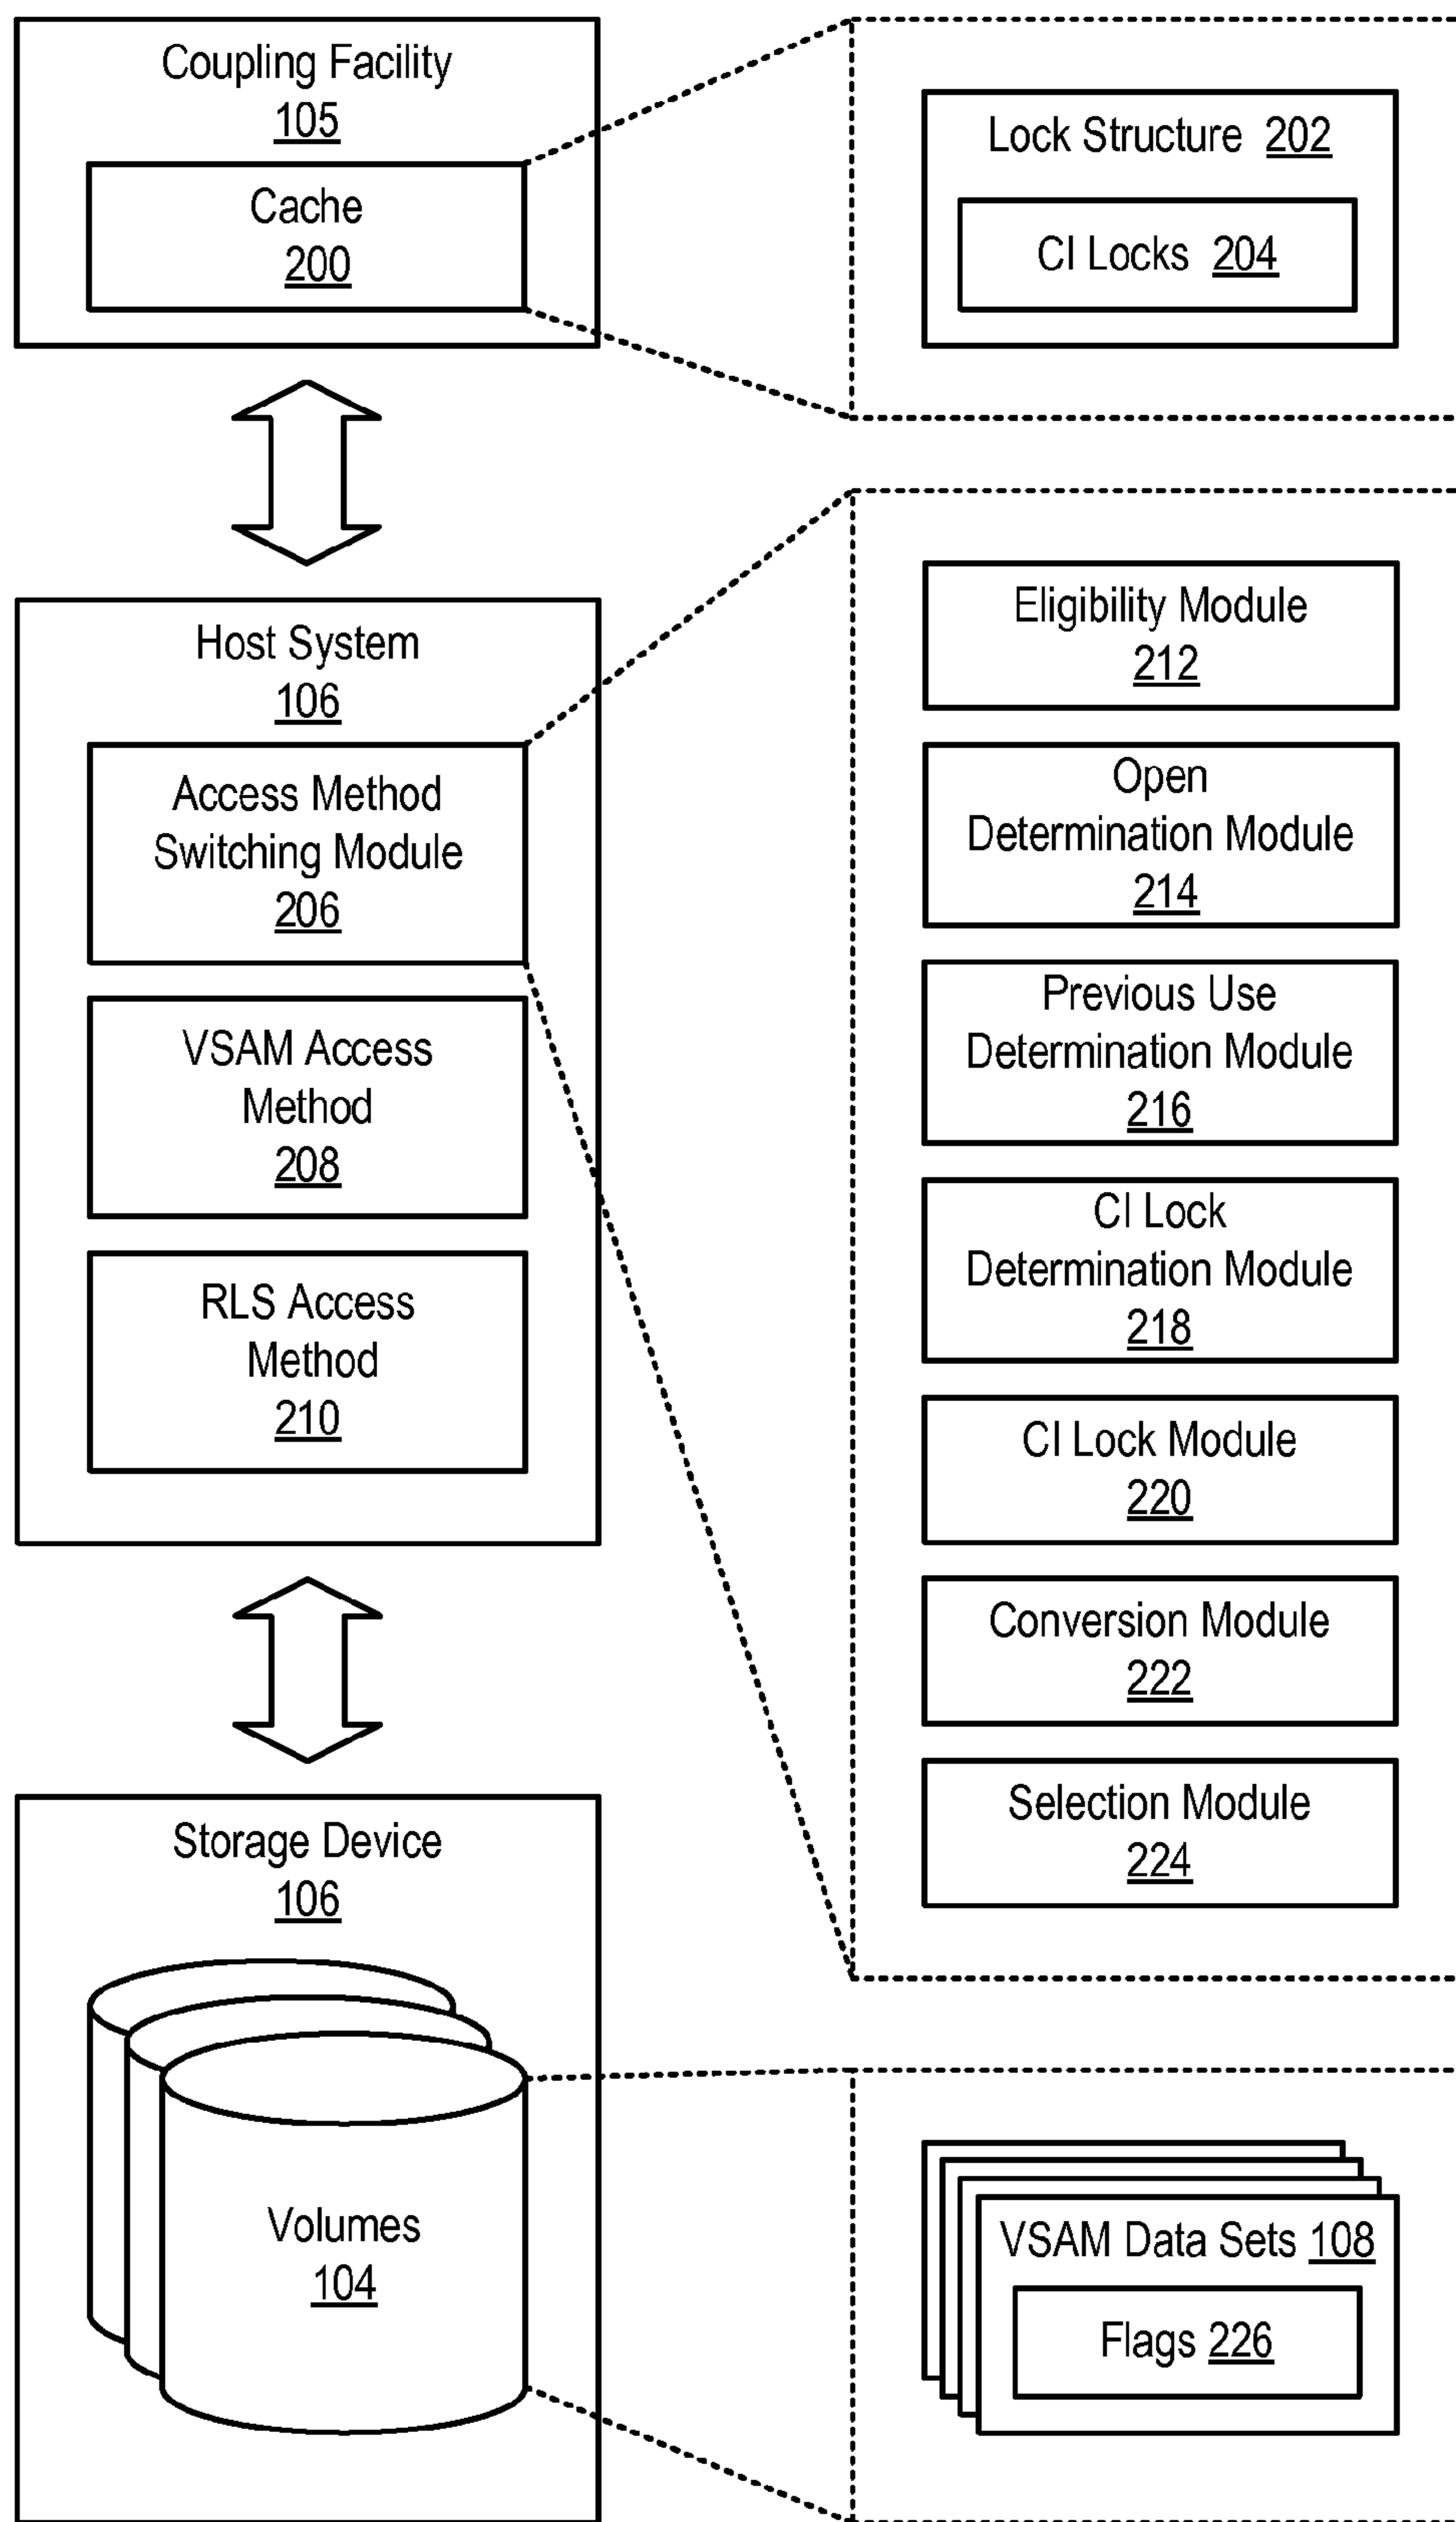 Coupling Facility
105
Cache
200
Lock Structure 202
CI Locks 204
Host System
106
Access Method
Switching Module
206
VSAM Access
Method
208
RLS Access
Method
210
Eligibility Module
212
Open
Determination Module
214
Previous Use
Determination Module
216
CI Lock
Determination Module
218
CI Lock Module
220
Conversion Module
222
Selection Module
224
Storage Device
106
Volumes
104
VSAM Data Sets 108
Flags 226